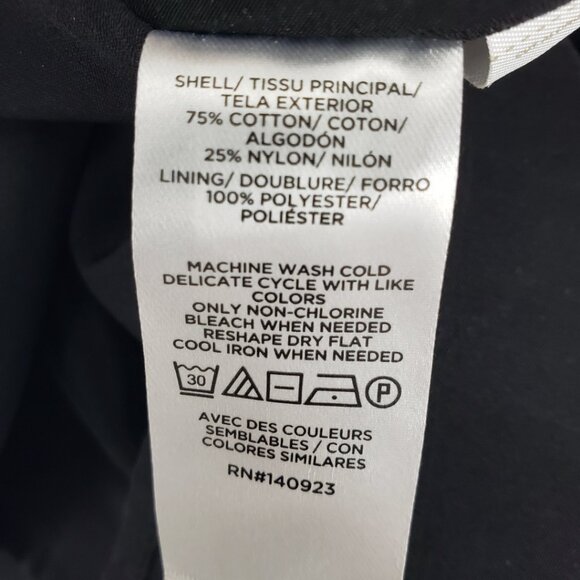 SHELL/ TISSU PRINCIPAL/
TELA EXTERIOR
75% COTTON/ COTON/
ALGODÓN
25% NYLON/ NILÓN
LINING/ DOUBLURE/ FORRO
100% POLYESTER/
POLIÉSTER
MACHINE WASH COLD
DELICATE CYCLE WITH LIKE
COLORS
ONLY NON-CHLORINE
BLEACH WHEN NEEDED
RESHAPE DRY FLAT
COOL IRON WHEN NEEDED
30 P
AVEC DES COULEURS
SEMBLABLES / CON
COLORES SIMILARES
RN#140923